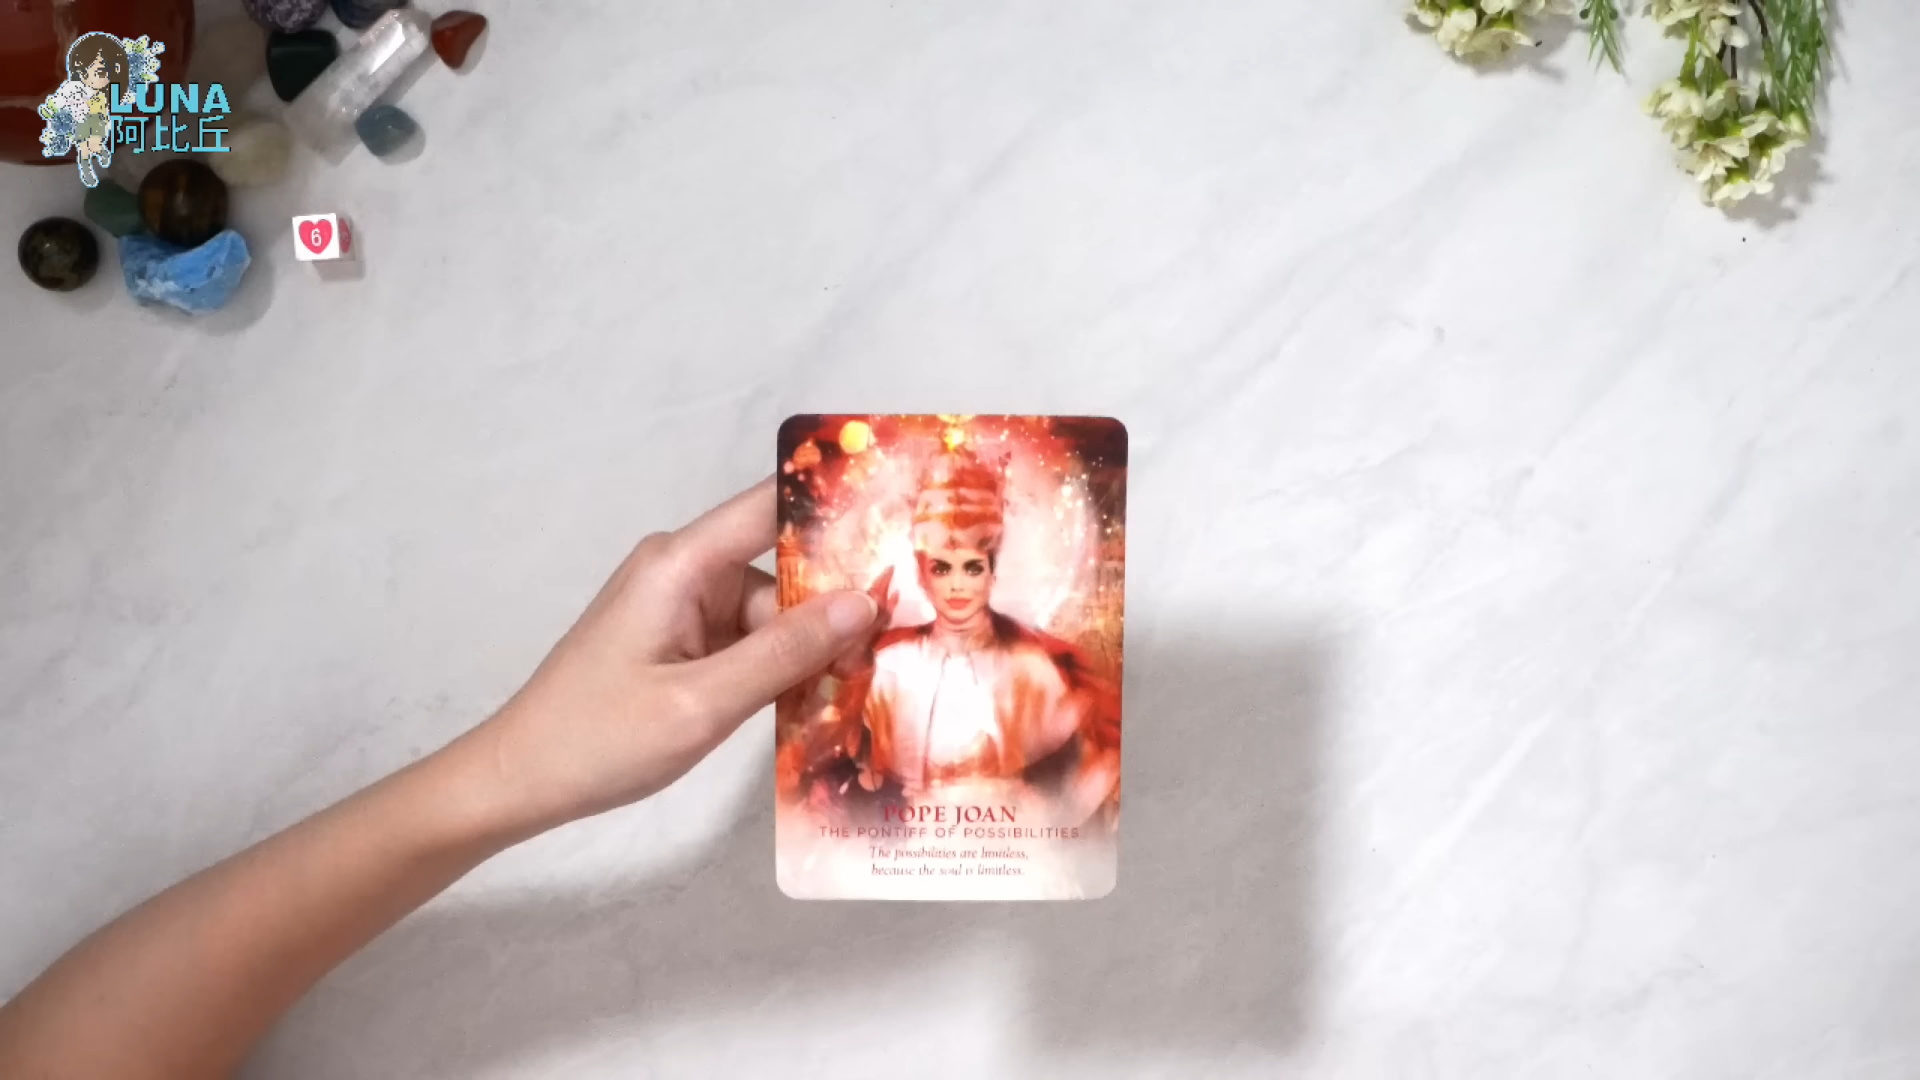 LUNA
阿比丘
6
POPE JOAN
THE PONTIFF OF POSSIBILITIES
The possibilities are limitless,
because the soul is limitless.